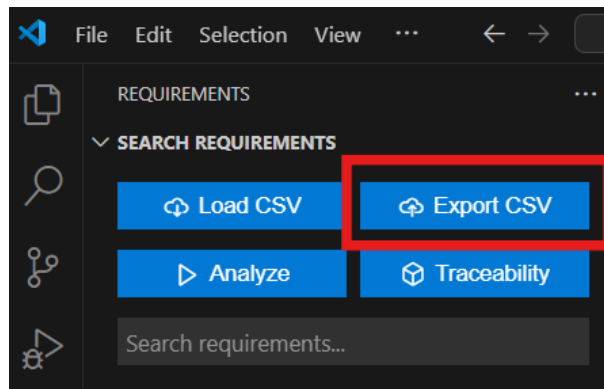 File Edit Selection View ···
REQUIREMENTS ···
SEARCH REQUIREMENTS
Load CSV Export CSV
Analyze Traceability
Search requirements...